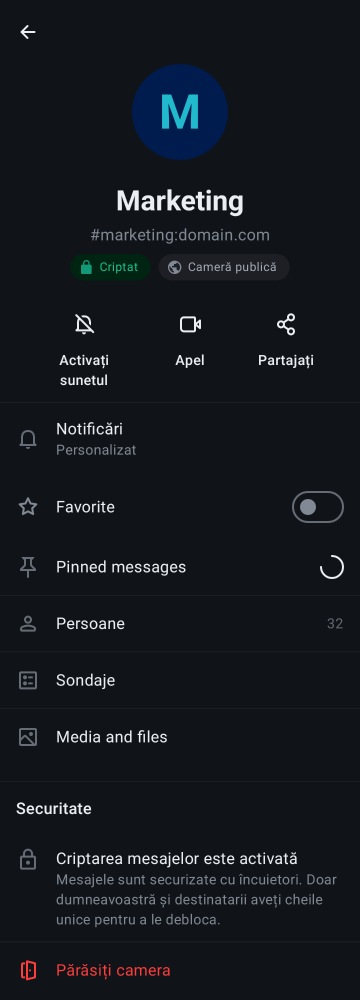 M
Marketing
#marketing:domain.com
Criptat
Cameră publică
Activați
sunetul
Apel
Partajați
Notificări
Personalizat
Favorite
Pinned messages
Persoane
32
Sondaje
Media and files
Securitate
Criptarea mesajelor este activată
Mesajele sunt securizate cu încuietori. Doar
dumneavoastră și destinatarii aveți cheile
unice pentru a le debloca.
Părăsiți camera